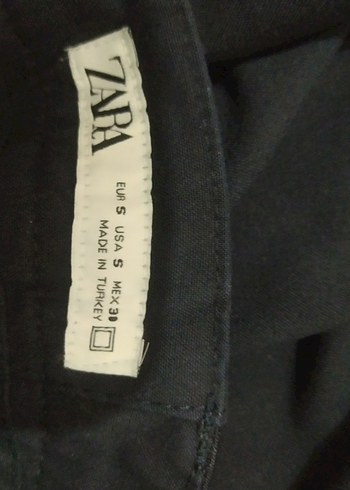 ZARA
EUR S USA S MEX 30
MADE IN TURKEY